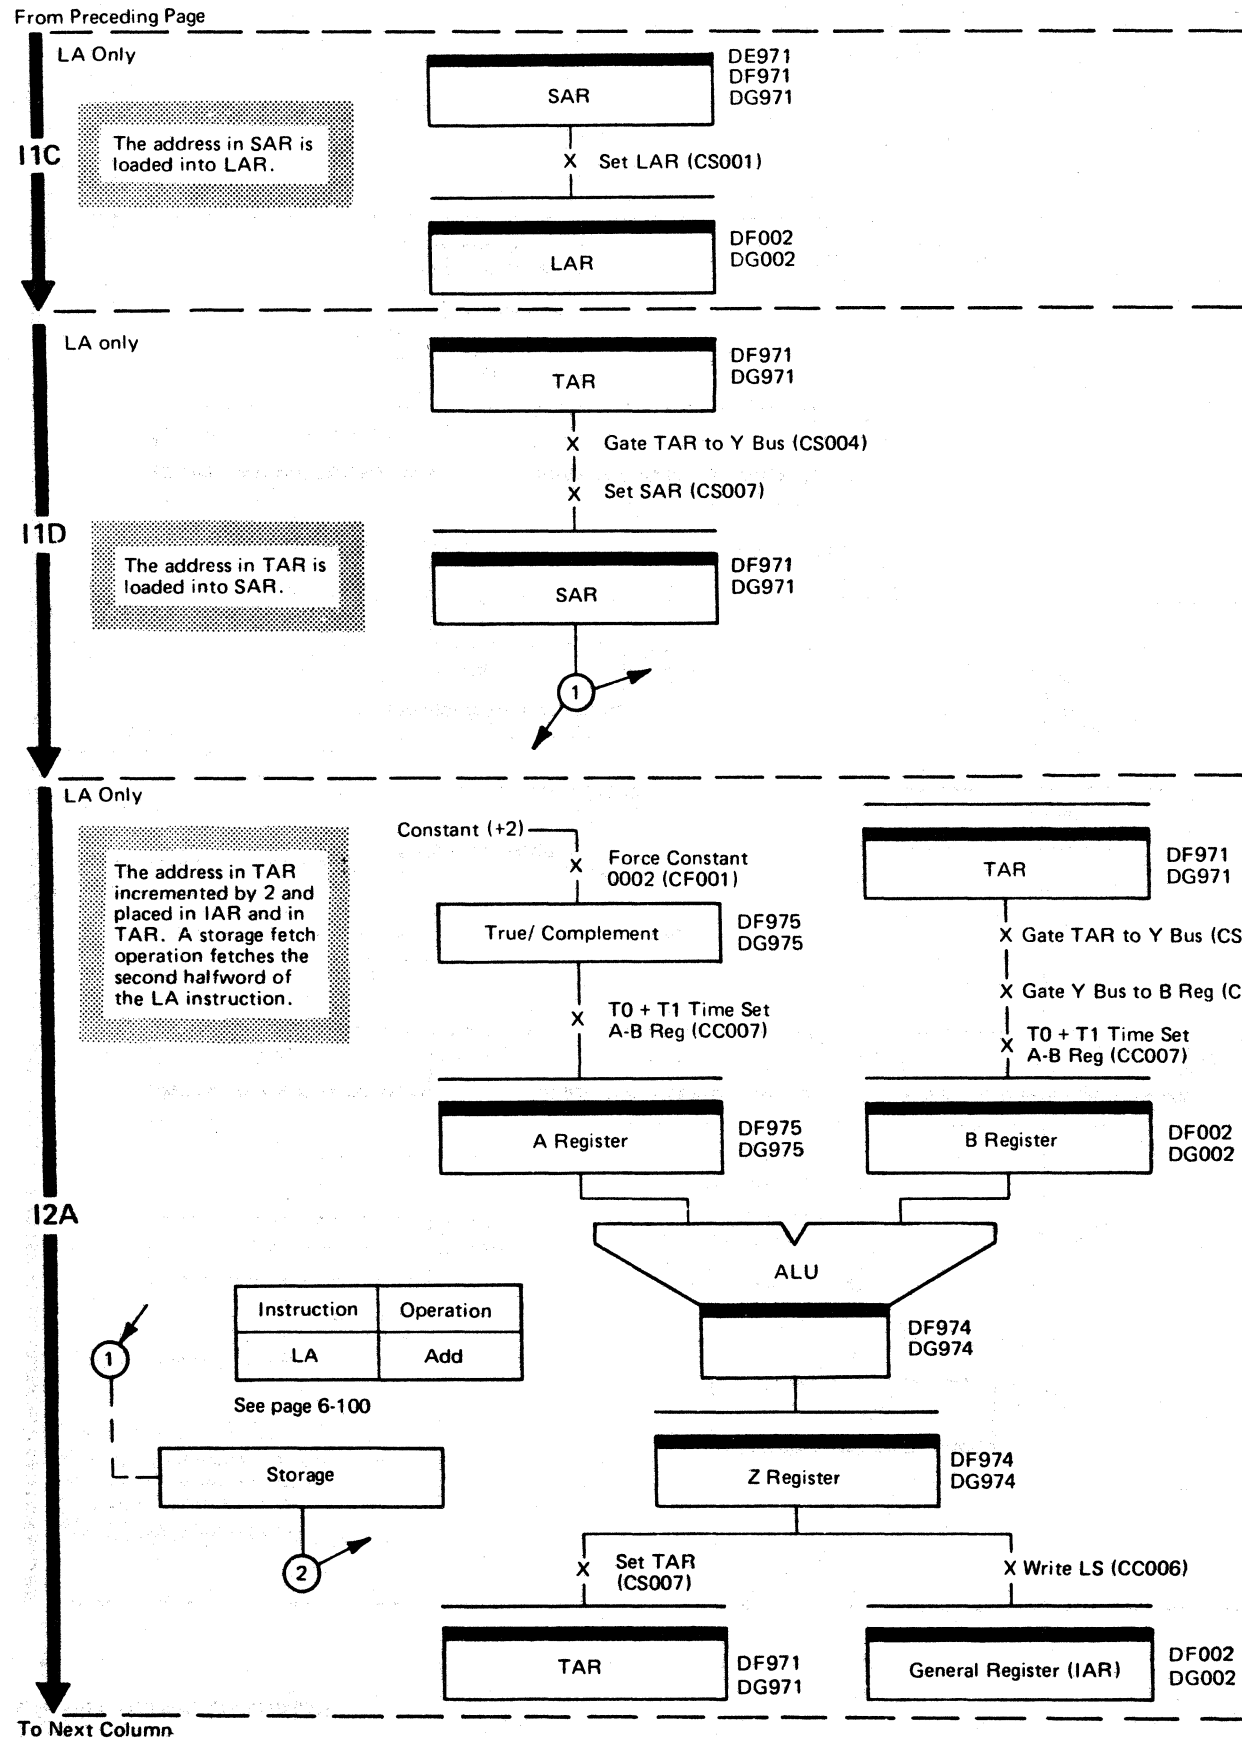 From Preceding Page
LA Only
I1C
The address in SAR is
loaded into LAR.
SAR
DE971
DF971
DG971
X Set LAR (CS001)
LAR
DF002
DG002
LA only
I1D
The address in TAR is
loaded into SAR.
TAR
DF971
DG971
X Gate TAR to Y Bus (CS004)
X Set SAR (CS007)
SAR
DF971
DG971
1
LA Only
I2A
The address in TAR
incremented by 2 and
placed in IAR and in
TAR. A storage fetch
operation fetches the
second halfword of
the LA instruction.
Constant (+2)
X Force Constant
0002 (CF001)
True/ Complement
DF975
DG975
X T0 + T1 Time Set
A-B Reg (CC007)
A Register
DF975
DG975
TAR
DF971
DG971
X Gate TAR to Y Bus (CS
X Gate Y Bus to B Reg (C
X T0 + T1 Time Set
A-B Reg (CC007)
B Register
DF002
DG002
ALU
DF974
DG974
Instruction Operation
LA Add
See page 6-100
1
Storage
2
Z Register
DF974
DG974
X Set TAR
(CS007)
X Write LS (CC006)
TAR
DF971
DG971
General Register (IAR)
DF002
DG002
To Next Column